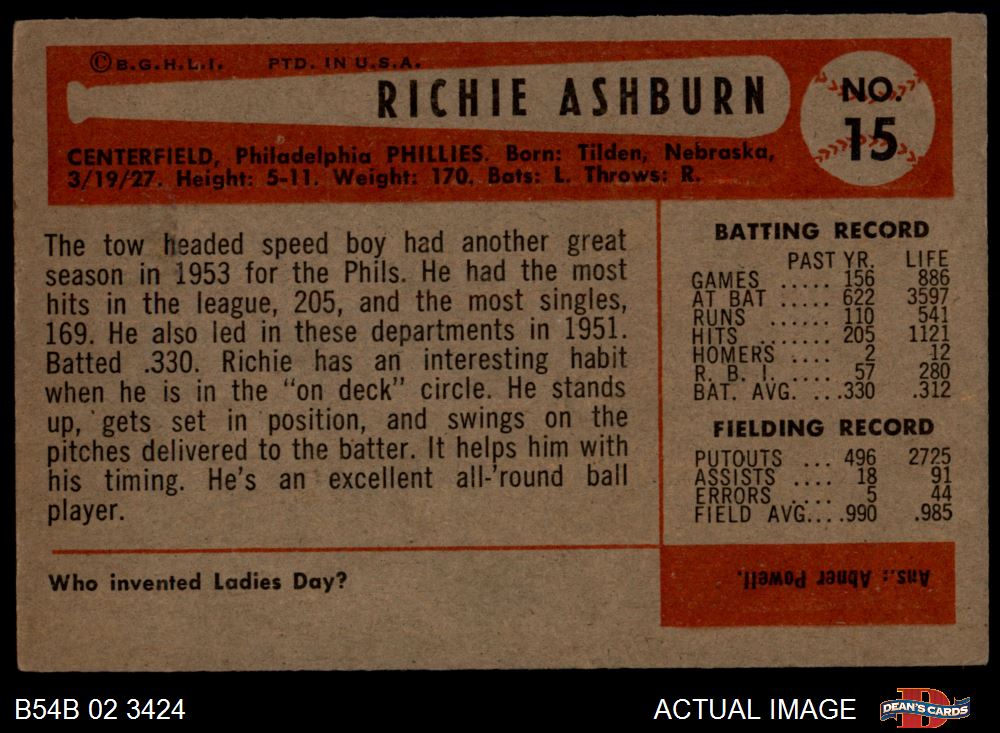 ©B.G.H.L.I. PTD. IN U.S.A.
RICHIE ASHBURN
NO.
15
CENTERFIELD, Philadelphia PHILLIES. Born: Tilden, Nebraska,
3/19/27. Height: 5-11. Weight: 170. Bats: L. Throws: R.
The tow headed speed boy had another great
season in 1953 for the Phils. He had the most
hits in the league, 205, and the most singles,
169. He also led in these departments in 1951.
Batted .330. Richie has an interesting habit
when he is in the "on deck" circle. He stands
up, gets set in position, and swings on the
pitches delivered to the batter. It helps him with
his timing. He's an excellent all-'round ball
player.
Who invented Ladies Day?
BATTING RECORD
PAST YR. LIFE
GAMES ..... 156 886
AT BAT ..... 622 3597
RUNS ...... 110 541
HITS ....... 205 1121
HOMERS .... 2 12
R. B. I. .... 57 280
BAT. AVG. ... .330 .312
FIELDING RECORD
PUTOUTS ... 496 2725
ASSISTS .... 18 91
ERRORS .... 5 44
FIELD AVG.... .990 .985
Ans.: Abner Powell.
B54B 02 3424
ACTUAL IMAGE
DEAN'S CARDS